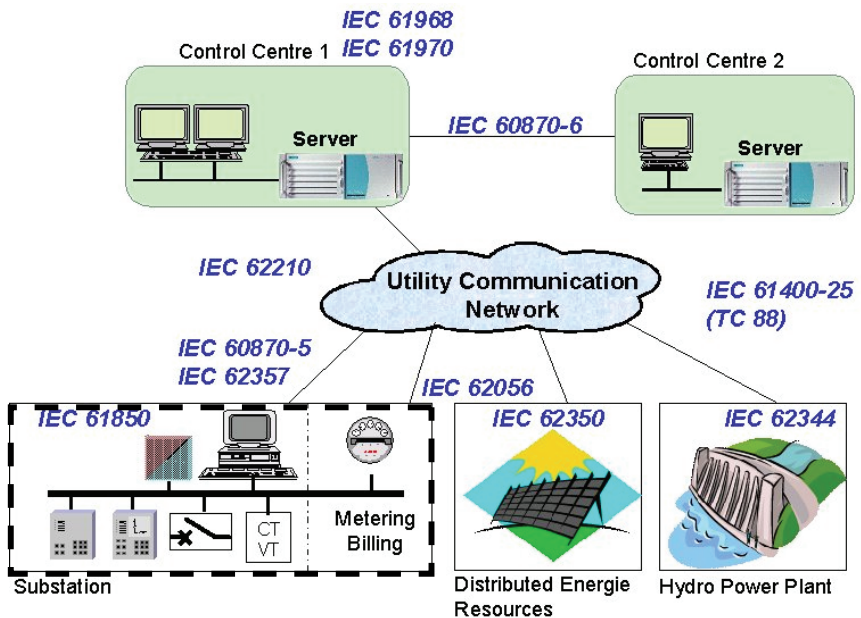 IEC 61968
Control Centre 1 IEC 61970
Control Centre 2
IEC 60870-6
Server
Server
IEC 62210
Utility Communication
Network
IEC 61400-25
(TC 88)
IEC 60870-5
IEC 62357
IEC 62056
IEC 61850
IEC 62350
IEC 62344
CT
VT
Metering
Billing
Substation
Distributed Energie
Resources
Hydro Power Plant